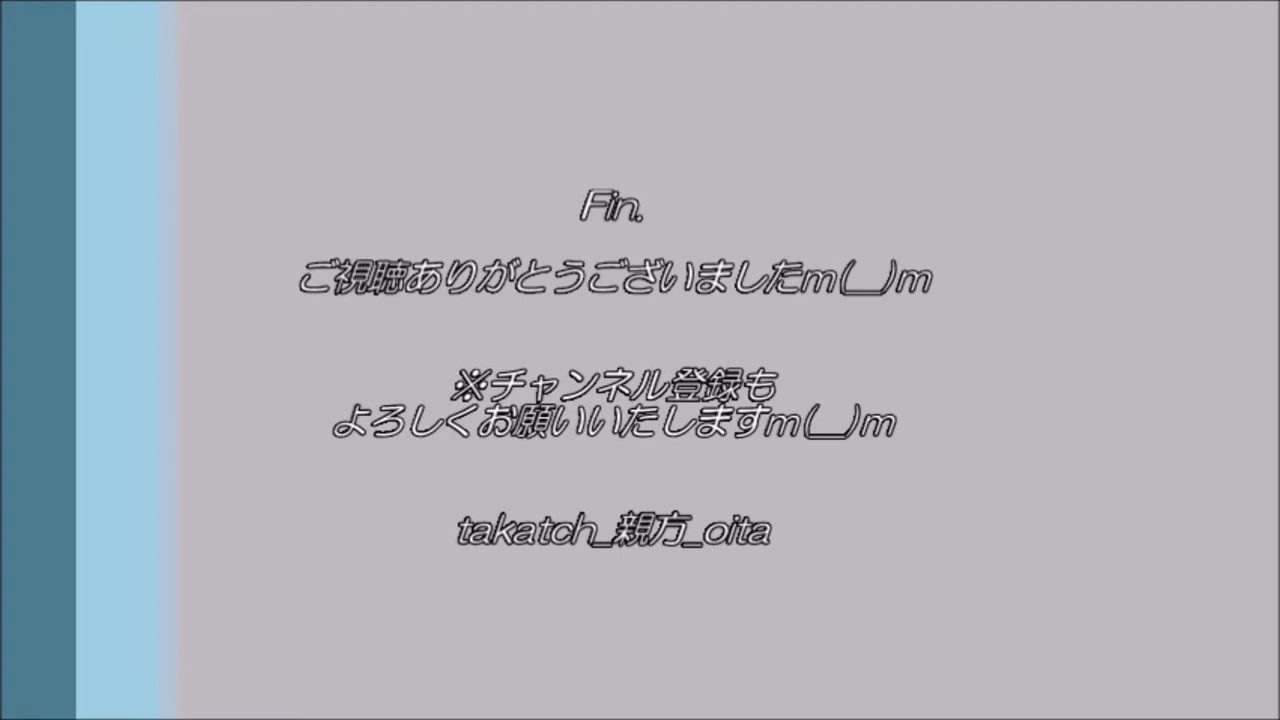 Fin.
ご視聴ありがとうございましたm(__)m
※チャンネル登録も
よろしくお願いいたしますm(__)m
takatch_親方_oita